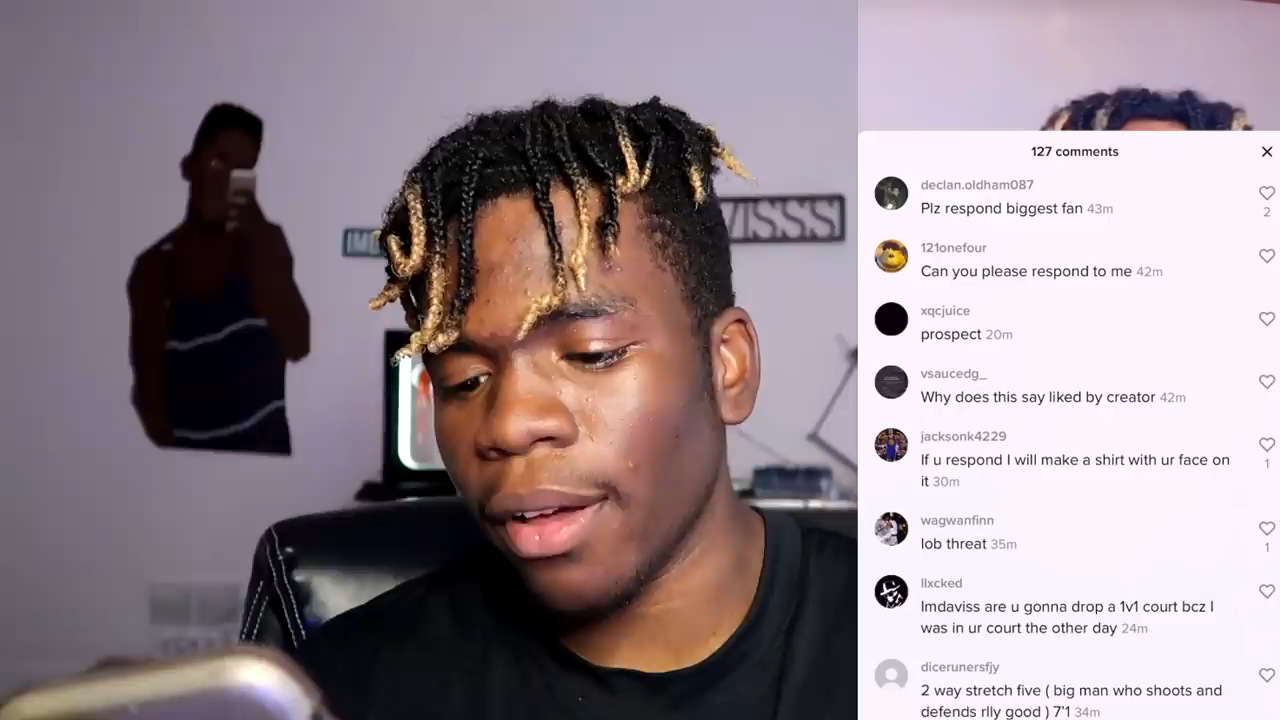 IMD
VISSS
127 comments
declan.oldham087
Plz respond biggest fan 43m
2
121onefour
Can you please respond to me 42m
xqcjuice
prospect 20m
vsaucedg_
Why does this say liked by creator 42m
jacksonk4229
If u respond I will make a shirt with ur face on
it 30m
1
wagwanfinn
lob threat 35m
1
llxcked
Imdaviss are u gonna drop a 1v1 court bcz I
was in ur court the other day 24m
dicerunersfjy
2 way stretch five ( big man who shoots and
defends rlly good ) 7'1 34m